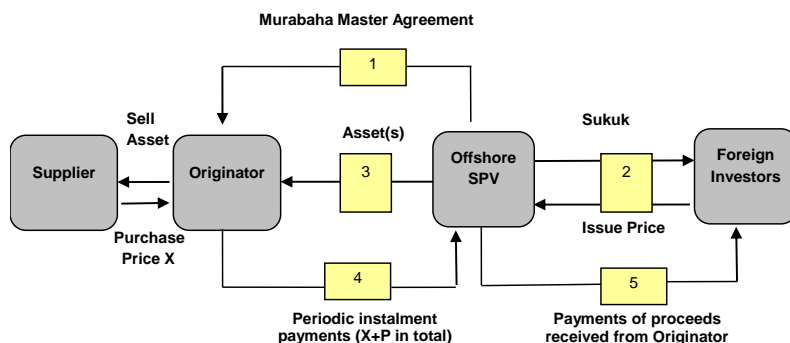 Murabaha Master Agreement
1
Sell
Asset
Asset(s)
Sukuk
Supplier
Originator
3
Offshore
SPV
2
Foreign
Investors
Purchase
Price X
Issue Price
4
5
Periodic instalment
payments (X+P in total)
Payments of proceeds
received from Originator